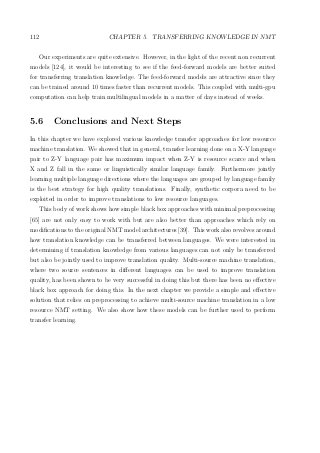 112 CHAPTER 5. TRANSFERRING KNOWLEDGE IN NMT
Our experiments are quite extensive. However, in the light of the recent non recurrent
models [124], it would be interesting to see if the feed-forward models are better suited
for transferring translation knowledge. The feed-forward models are attractive since they
can be trained around 10 times faster than recurrent models. This coupled with multi-gpu
computation can help train multilingual models in a matter of days instead of weeks.
5.6 Conclusions and Next Steps
In this chapter we have explored various knowledge transfer approaches for low resource
machine translation. We showed that in general, transfer learning done on a X-Y language
pair to Z-Y language pair has maximum impact when Z-Y is resource scarce and when
X and Z fall in the same or linguistically similar language family. Furthermore jointly
learning multiple language directions where the languages are grouped by language family
is the best strategy for high quality translations. Finally, synthetic corpora need to be
exploited in order to improve translations to low resource languages.
This body of work shows how simple black box approaches with minimal preprocessing
[65] are not only easy to work with but are also better than approaches which rely on
modifications to the original NMT model architectures [39]. This work also revolves around
how translation knowledge can be transferred between languages. We were interested in
determining if translation knowledge from various languages can not only be transferred
but also be jointly used to improve translation quality. Multi-source machine translation,
where two source sentences in different languages can be used to improve translation
quality, has been shown to be very successful in doing this but there has been no effective
black box approach for doing this. In the next chapter we provide a simple and effective
solution that relies on preprocessing to achieve multi-source machine translation in a low
resource NMT setting. We also show how these models can be further used to perform
transfer learning.